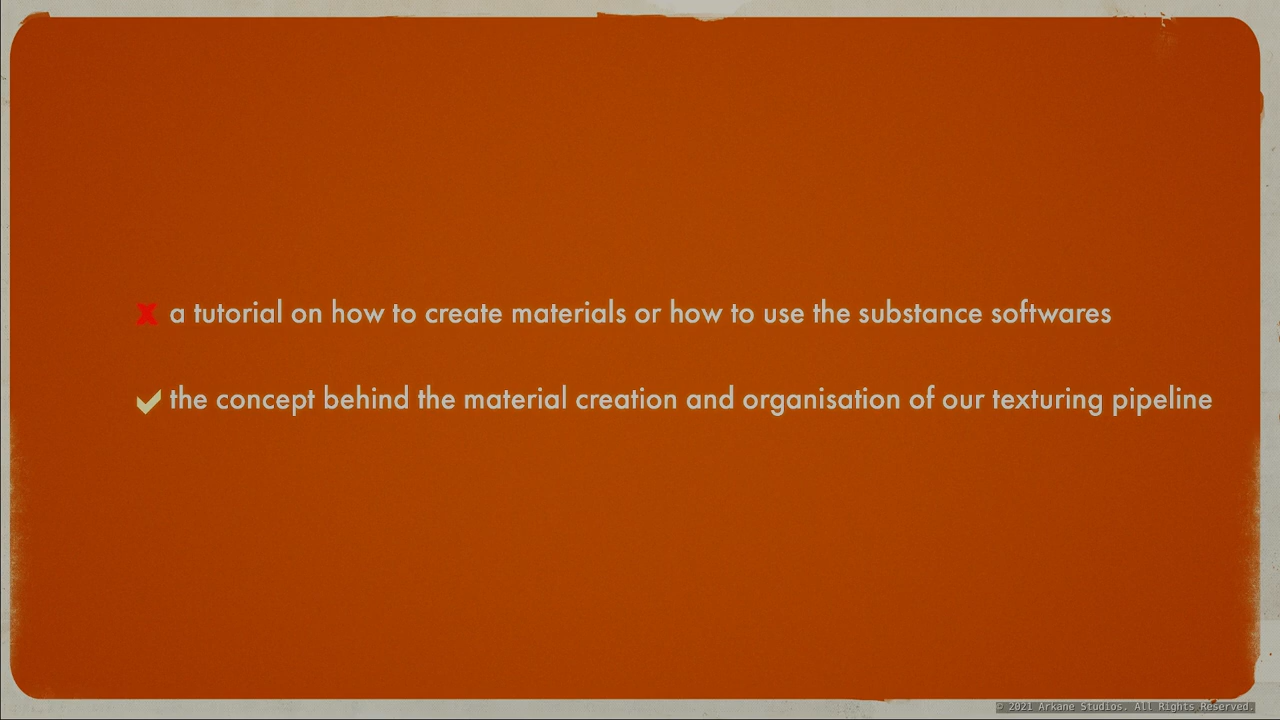 a tutorial on how to create materials or how to use the substance softwares
the concept behind the material creation and organisation of our texturing pipeline
© 2021 Arkane Studios. All Rights Reserved.